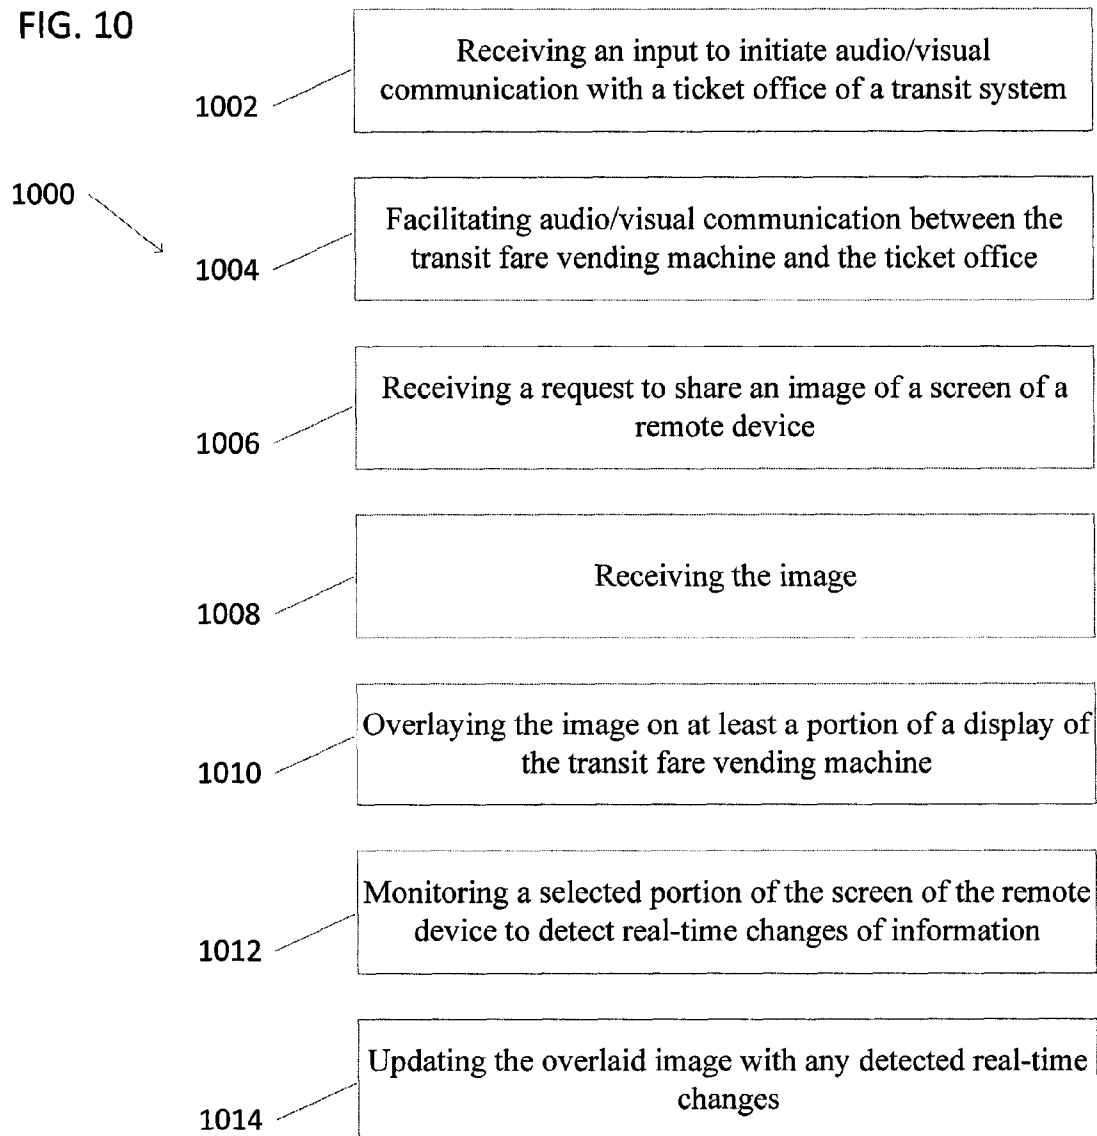 FIG. 10
Receiving an input to initiate audio/visual
communication with a ticket office of a transit system
1002
1000
Facilitating audio/visual communication between the
transit fare vending machine and the ticket office
1004
Receiving a request to share an image of a screen of a
remote device
1006
Receiving the image
1008
Overlaying the image on at least a portion of a display of
the transit fare vending machine
1010
Monitoring a selected portion of the screen of the remote
device to detect real-time changes of information
1012
Updating the overlaid image with any detected real-time
changes
1014